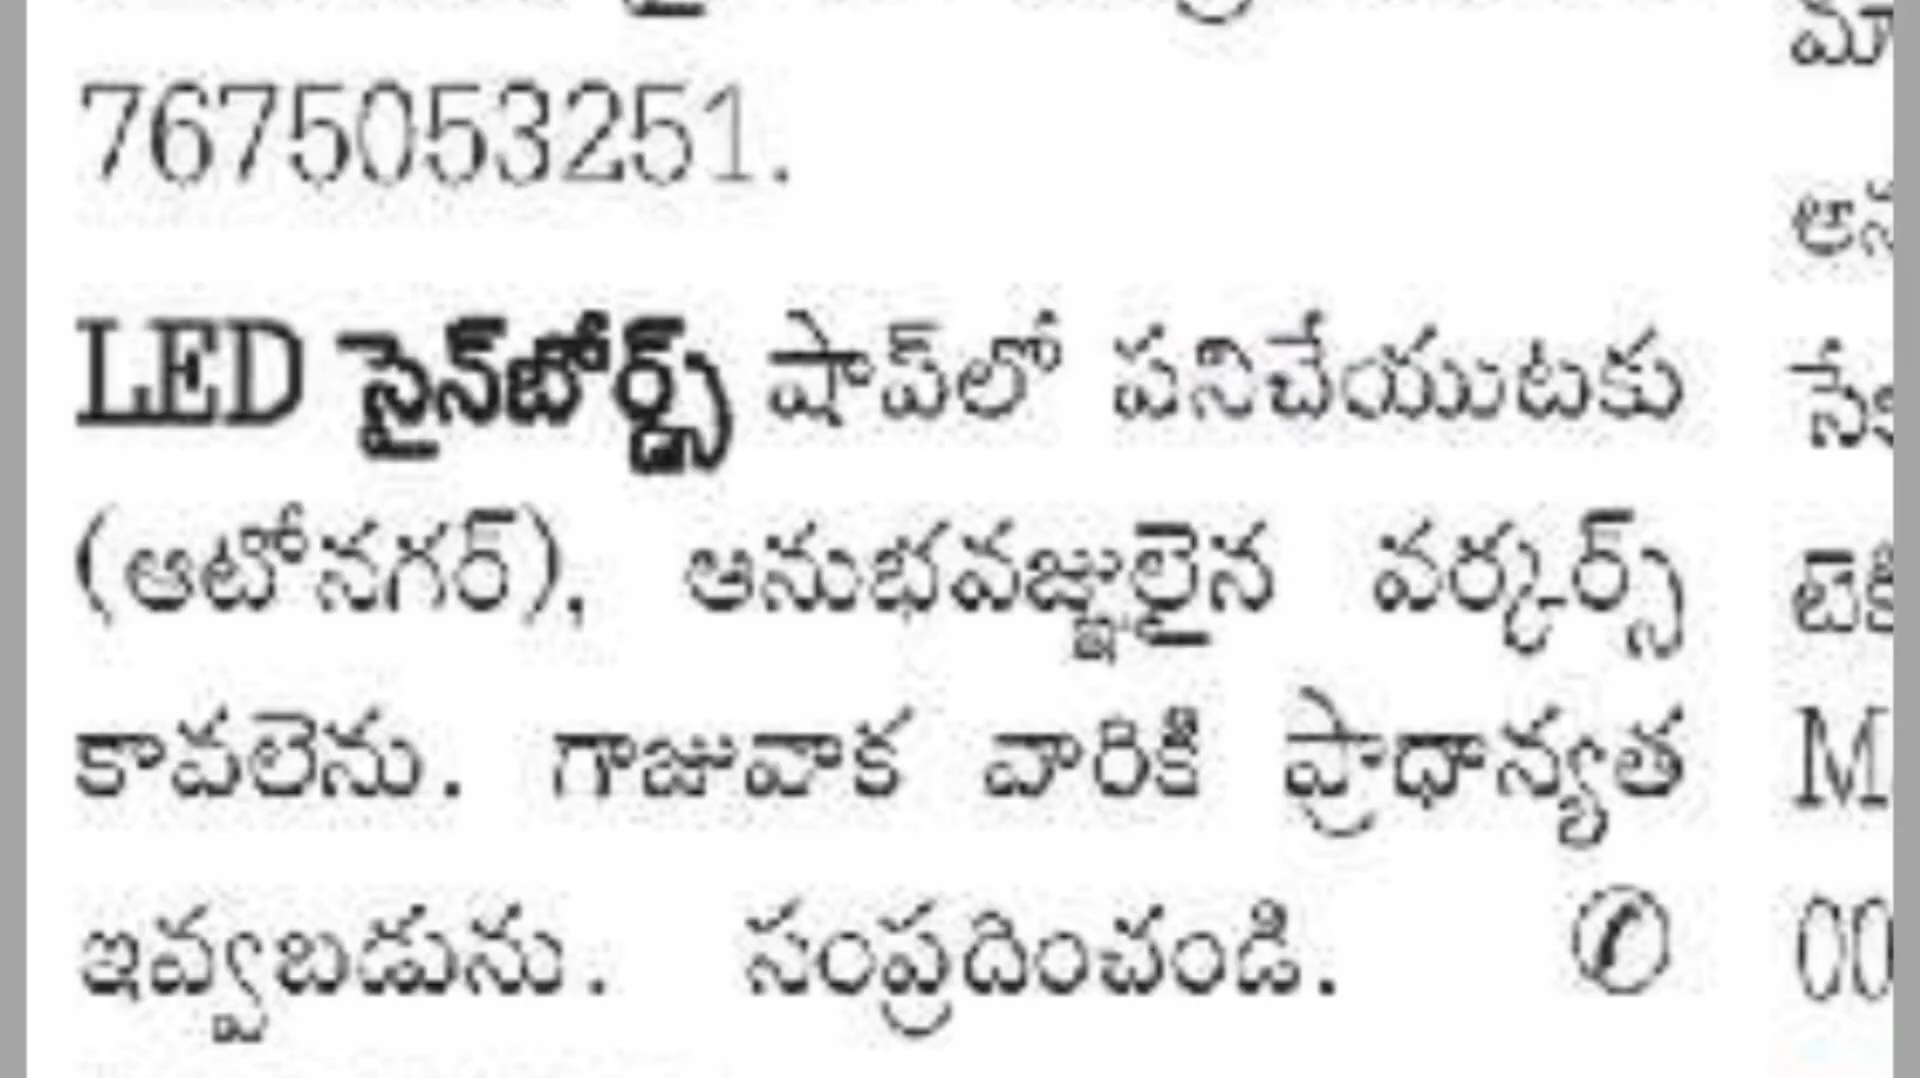 7675053251.
LED సైన్‌బోర్డ్స్ షాప్‌లో పనిచేయుటకు
(ఆటోనగర్), అనుభవజ్ఞులైన వర్కర్స్
కావలెను. గాజువాక వారికి ప్రాధాన్యత
ఇవ్వబడును. సంప్రదించండి. ✆